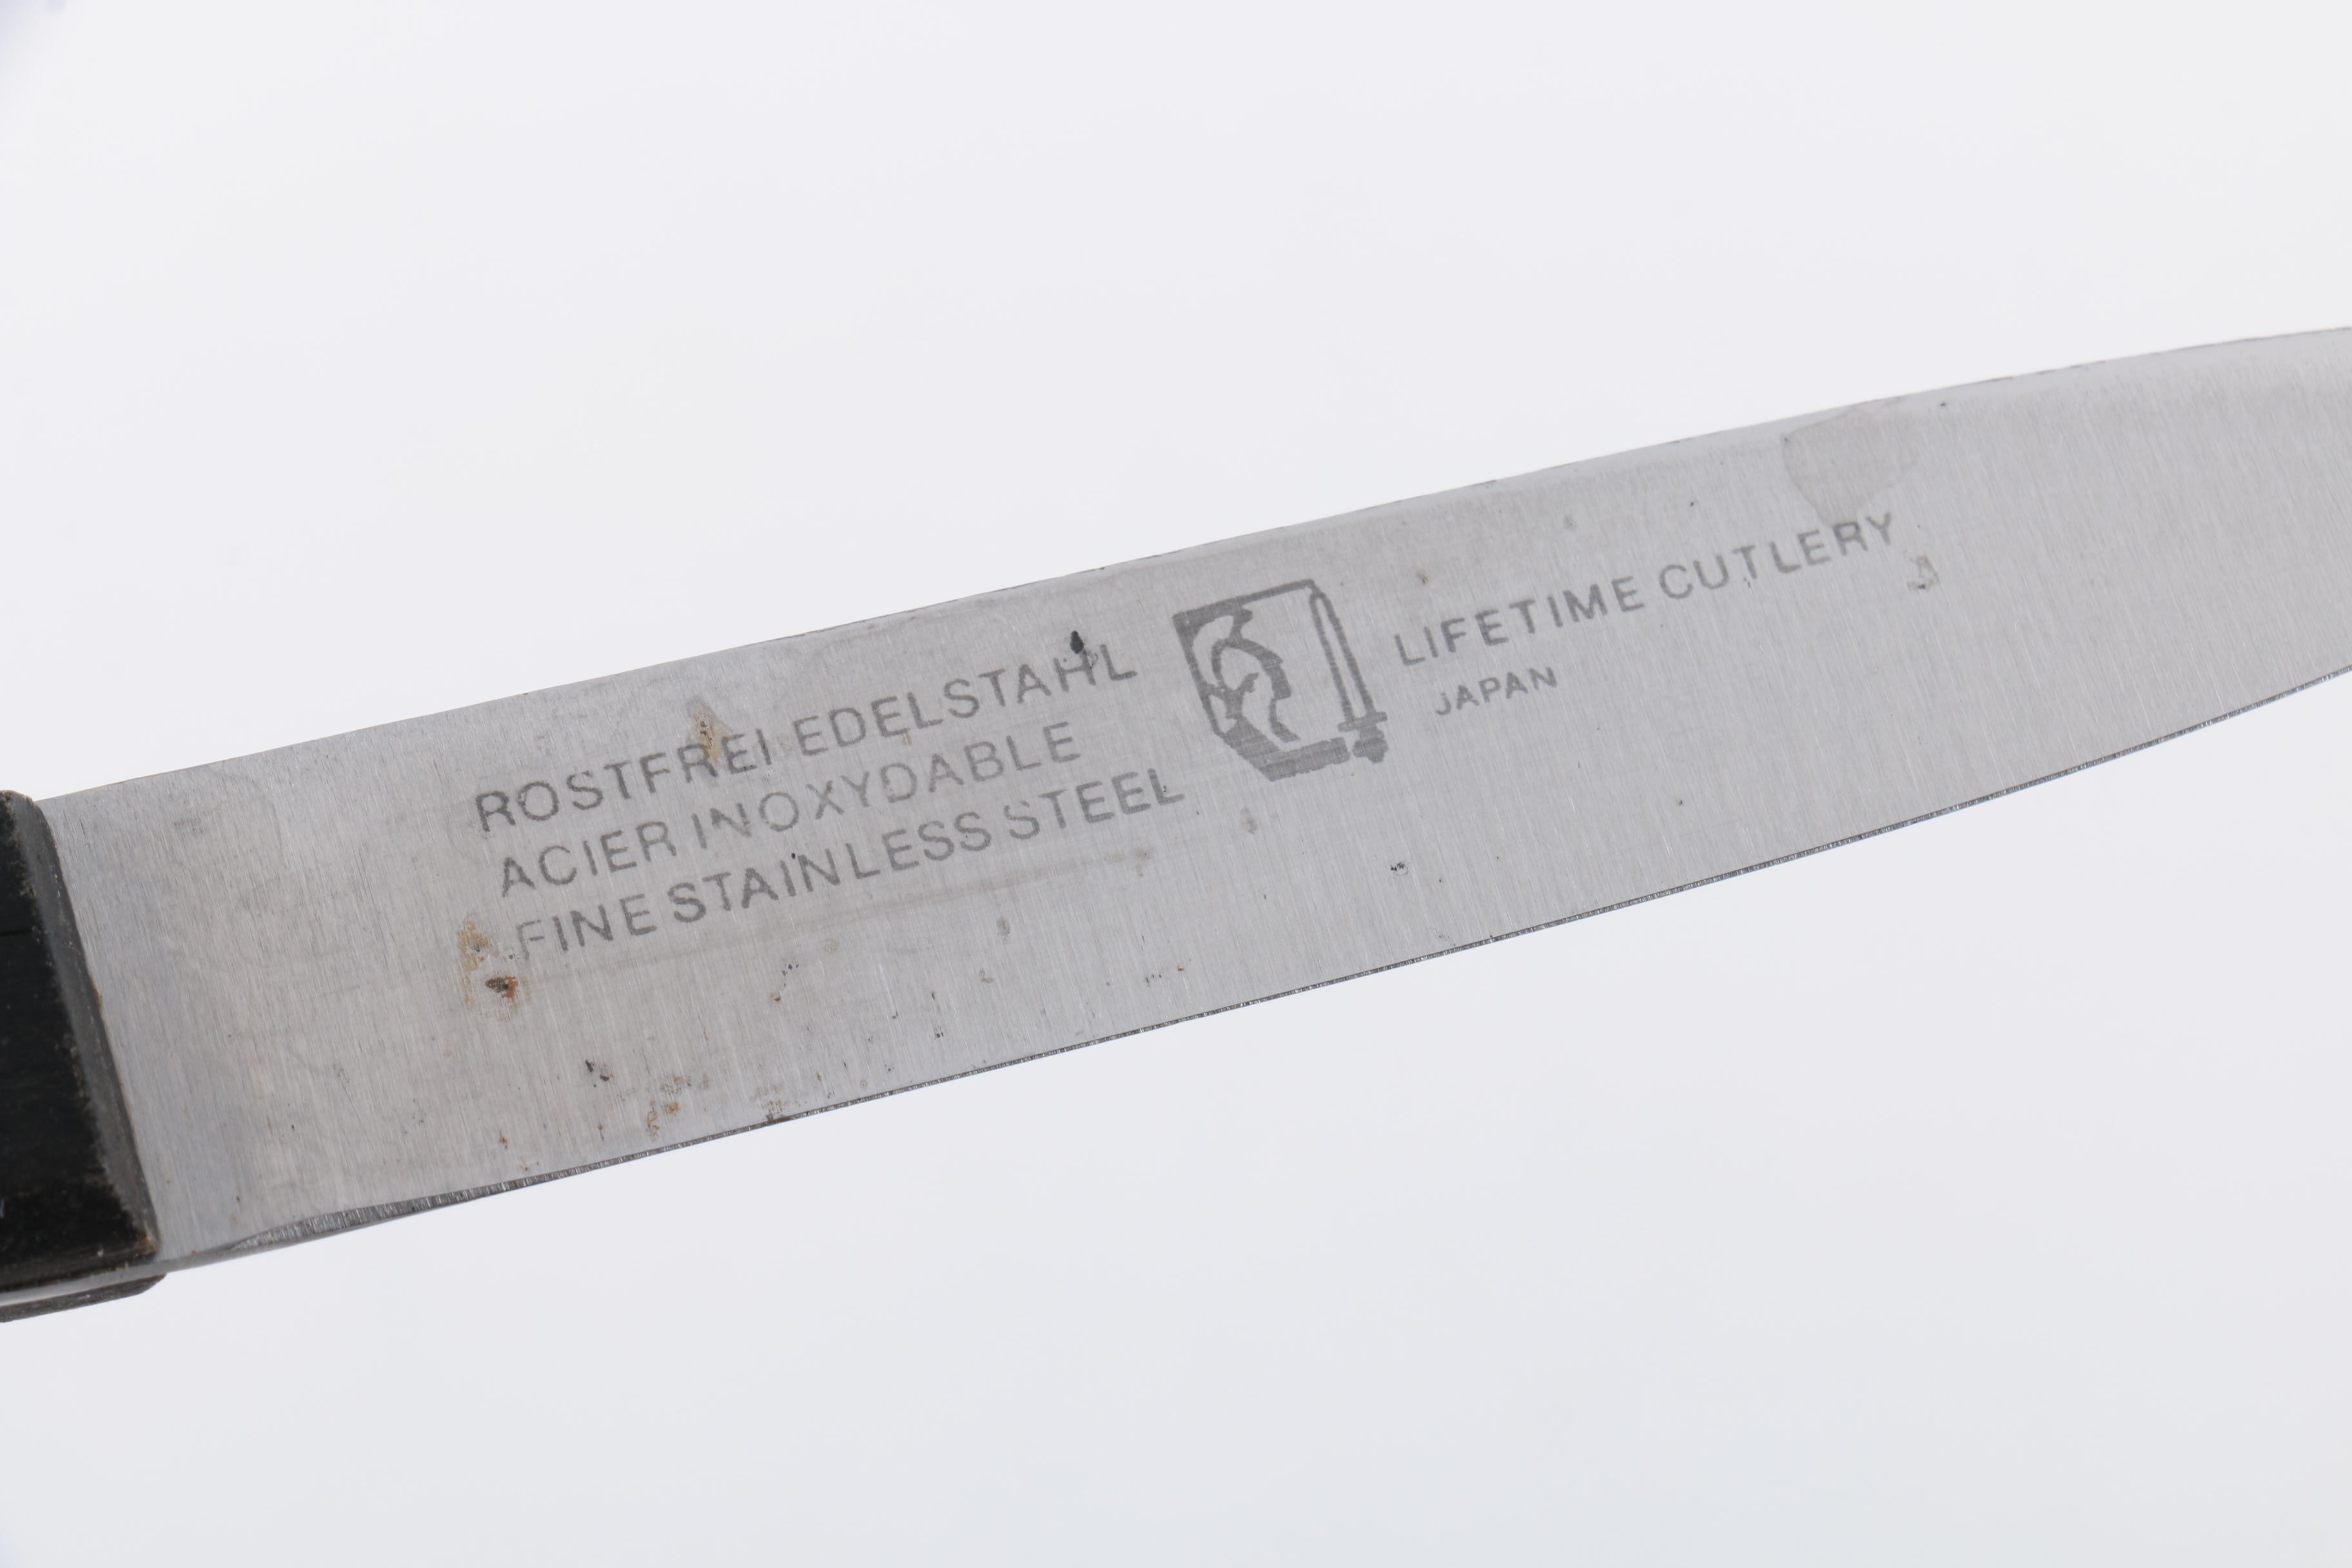 ROSTFREI EDELSTAHL
ACIER INOXYDABLE
FINE STAINLESS STEEL
LIFETIME CUTLERY
JAPAN